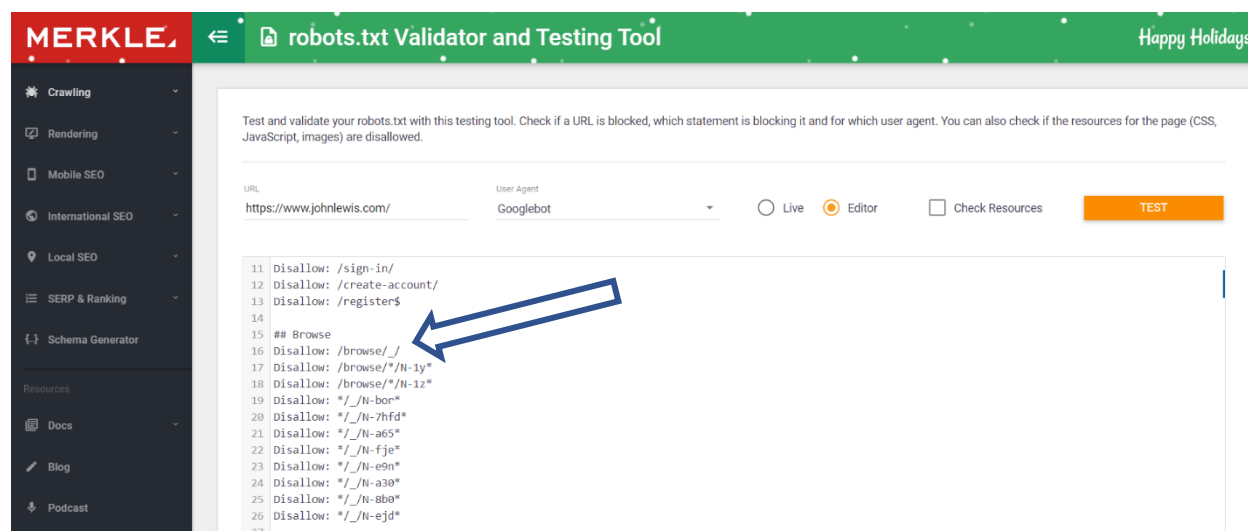 MERKLE
robots.txt Validator and Testing Tool
Happy Holidays
Crawling
Rendering
Mobile SEO
International SEO
Local SEO
SERP & Ranking
Schema Generator
Resources
Docs
Blog
Podcast
Test and validate your robots.txt with this testing tool. Check if a URL is blocked, which statement is blocking it and for which user agent. You can also check if the resources for the page (CSS,
JavaScript, images) are disallowed.
URL
User Agent
https://www.johnlewis.com/
Googlebot
Live
Editor
Check Resources
TEST
11 Disallow: /sign-in/
12 Disallow: /create-account/
13 Disallow: /register$
14
15 ## Browse
16 Disallow: /browse/_/
17 Disallow: /browse/*/N-1y*
18 Disallow: /browse/*/N-1z*
19 Disallow: */_/N-bor*
20 Disallow: */_/N-7hfd*
21 Disallow: */_/N-a65*
22 Disallow: */_/N-fje*
23 Disallow: */_/N-e9n*
24 Disallow: */_/N-a30*
25 Disallow: */_/N-8b0*
26 Disallow: */_/N-ejd*
27